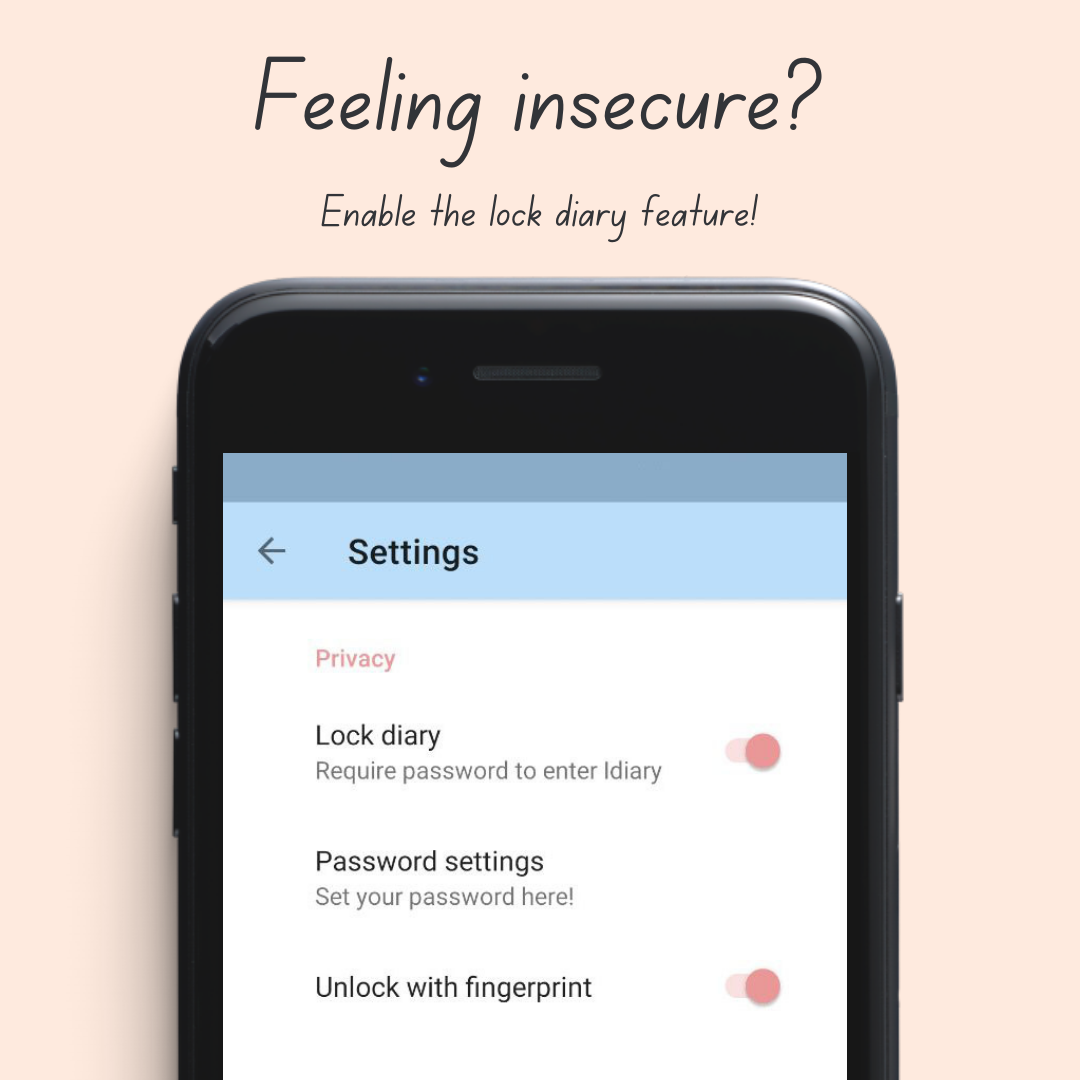 Feeling insecure?
Enable the lock diary feature!
Settings
Privacy
Lock diary
Require password to enter Idiary
Password settings
Set your password here!
Unlock with fingerprint